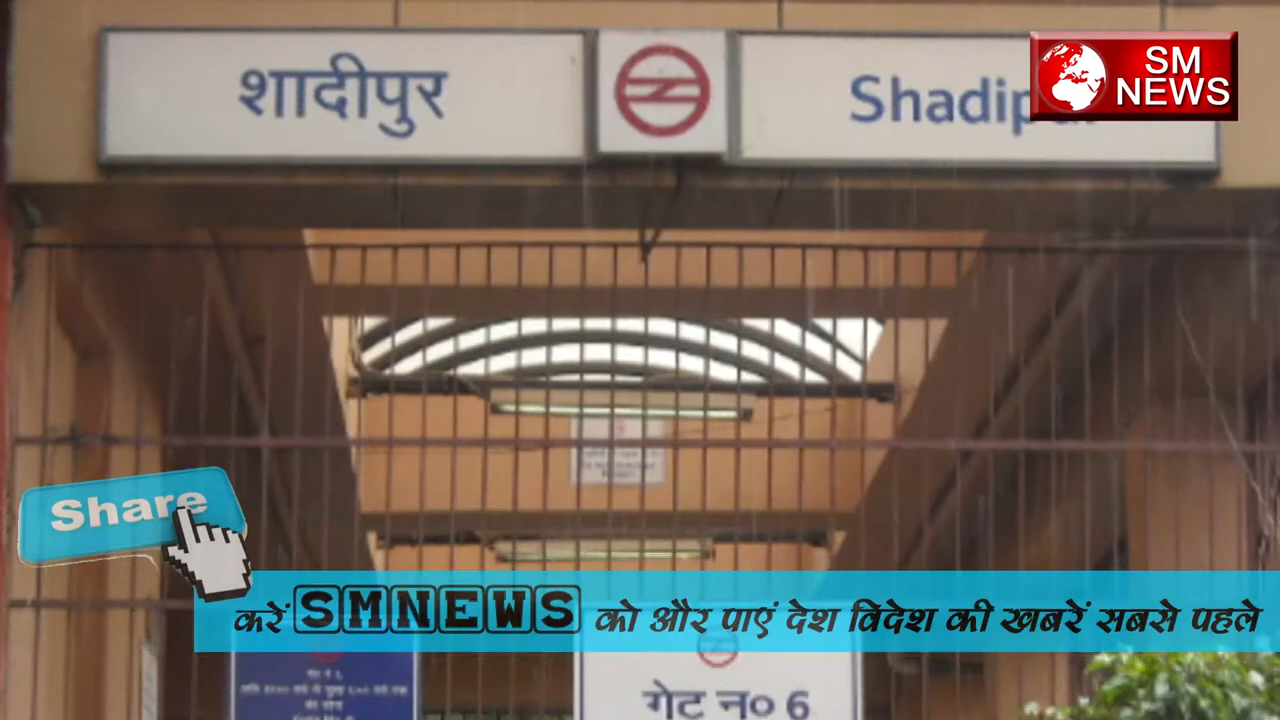 शादीपुर
Shadip
SM
NEWS
Share
करें SMNEWS को और पाएं देश विदेश की खबरें सबसे पहले
गेट न० 6